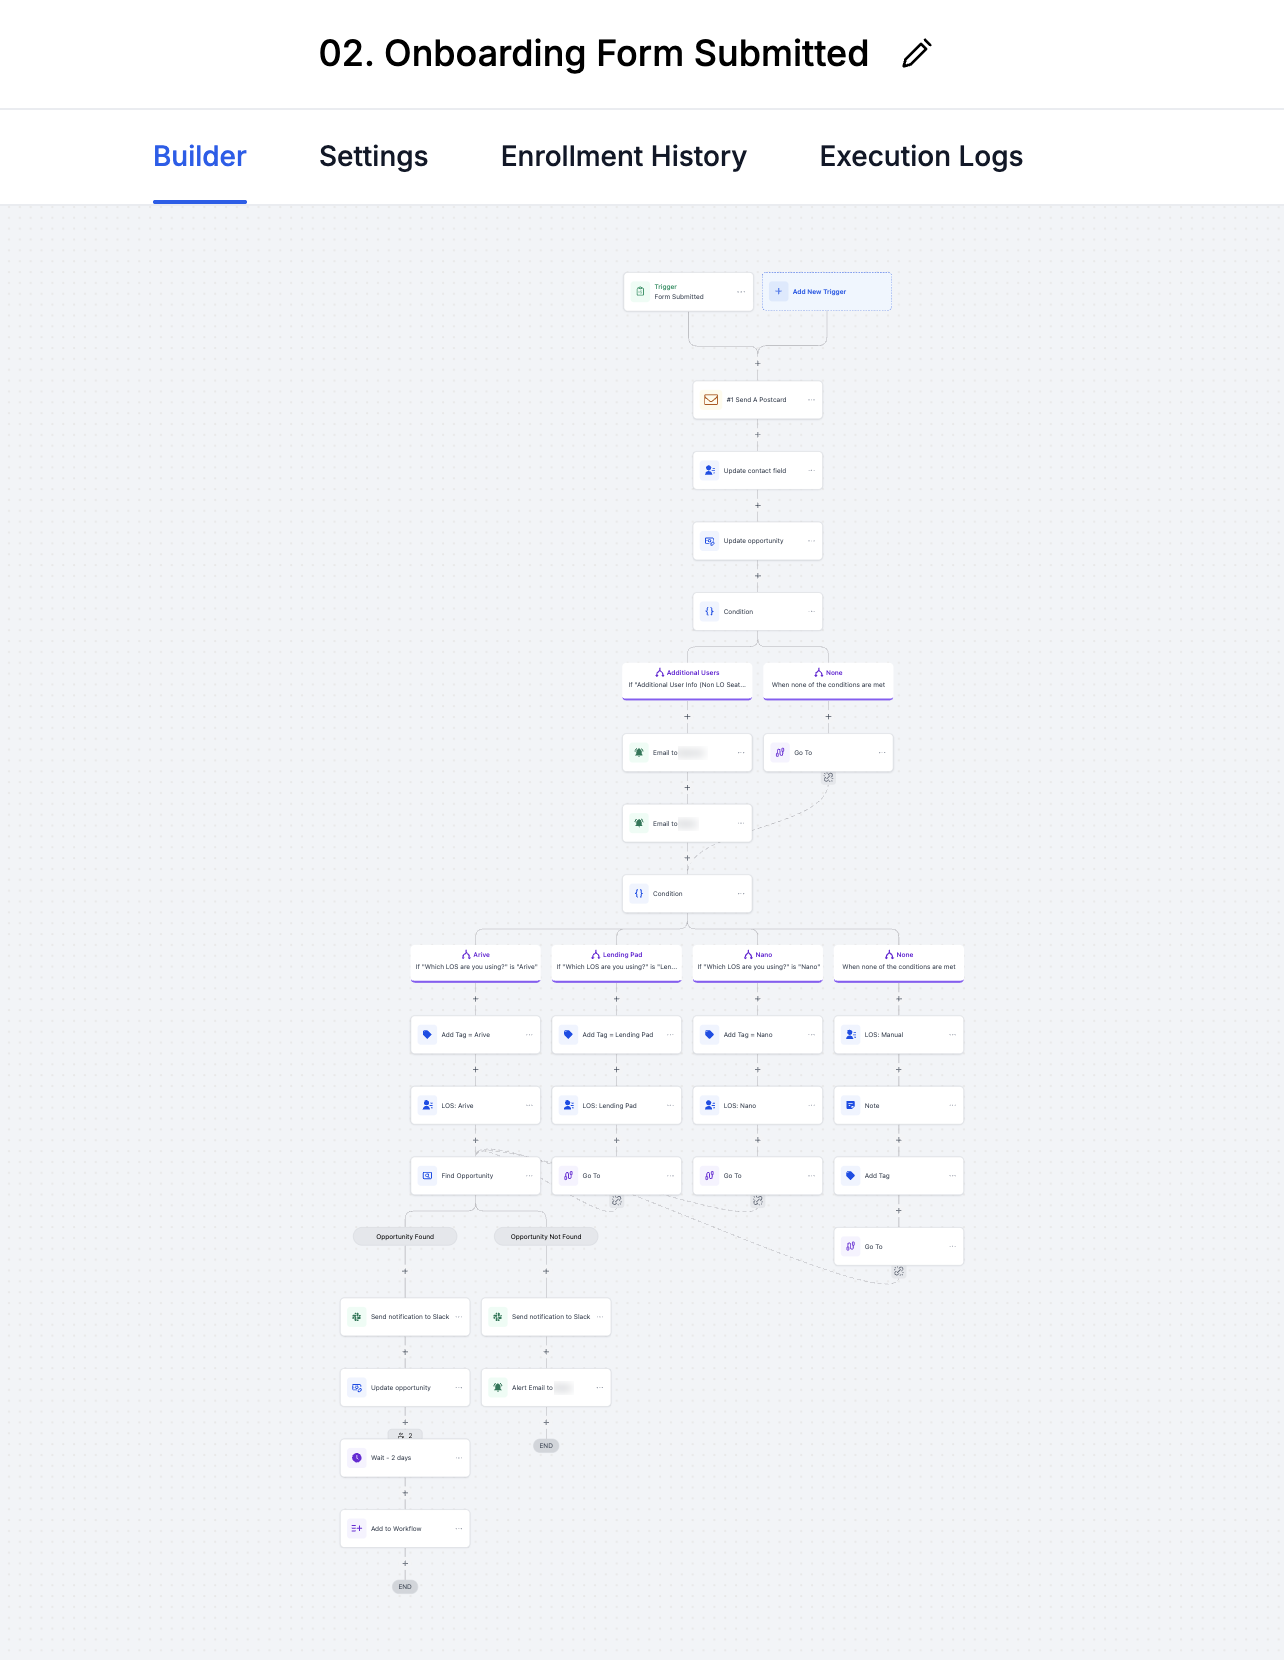 02. Onboarding Form Submitted
Builder
Settings
Enrollment History
Execution Logs
Trigger
Form Submitted
Add New Trigger
#1 Send A Postcard
Update contact field
Update opportunity
Condition
Additional Users
If "Additional User Info (Non LO Seat...
None
When none of the conditions are met
Email to
Go To
Email to
Condition
Arive
If "Which LOS are you using?" is "Arive"
Lending Pad
If "Which LOS are you using?" is "Len...
Nano
If "Which LOS are you using?" is "Nano"
None
When none of the conditions are met
Add Tag = Arive
Add Tag = Lending Pad
Add Tag = Nano
LOS: Manual
LOS: Arive
LOS: Lending Pad
LOS: Nano
Note
Find Opportunity
Go To
Go To
Add Tag
Opportunity Found
Opportunity Not Found
Go To
Send notification to Slack
Send notification to Slack
Update opportunity
Alert Email to
2
Wait - 2 days
END
Add to Workflow
END